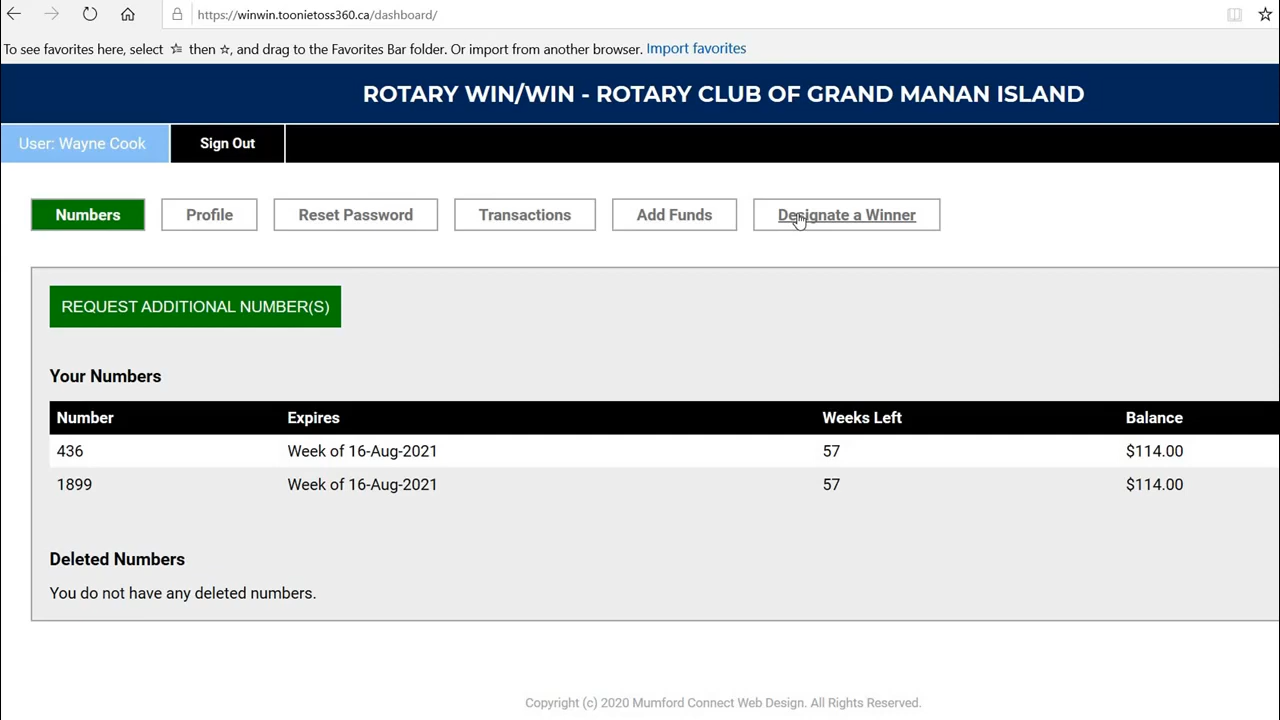 https://winwin.toonietoss360.ca/dashboard/
To see favorites here, select ☆ then ☆, and drag to the Favorites Bar folder. Or import from another browser. Import favorites
ROTARY WIN/WIN - ROTARY CLUB OF GRAND MANAN ISLAND
User: Wayne Cook Sign Out
Numbers Profile Reset Password Transactions Add Funds Designate a Winner
REQUEST ADDITIONAL NUMBER(S)
Your Numbers
Number Expires Weeks Left Balance
436 Week of 16-Aug-2021 57 $114.00
1899 Week of 16-Aug-2021 57 $114.00
Deleted Numbers
You do not have any deleted numbers.
Copyright (c) 2020 Mumford Connect Web Design. All Rights Reserved.